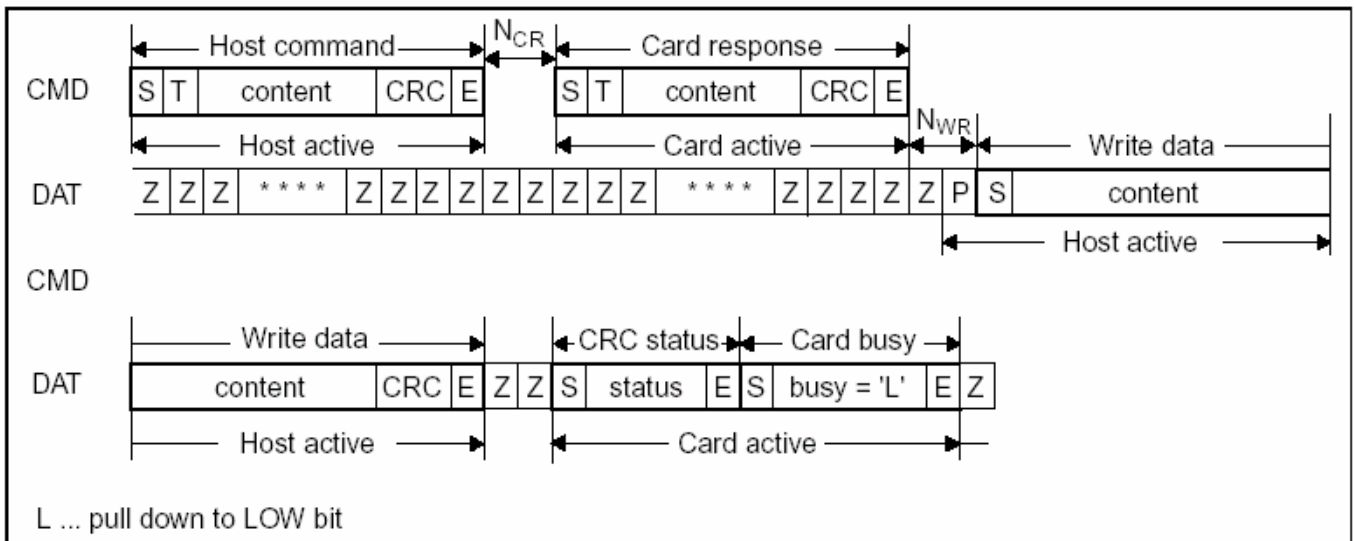 Host command N_CR Card response
CMD S T content CRC E S T content CRC E
Host active Card active N_WR Write data
DAT Z Z Z * * * * Z Z Z Z Z Z Z Z Z * * * * Z Z Z Z Z P S content
Host active
CMD
Write data CRC status Card busy
DAT content CRC E Z Z S status E S busy = 'L' E Z
Host active Card active
L ... pull down to LOW bit